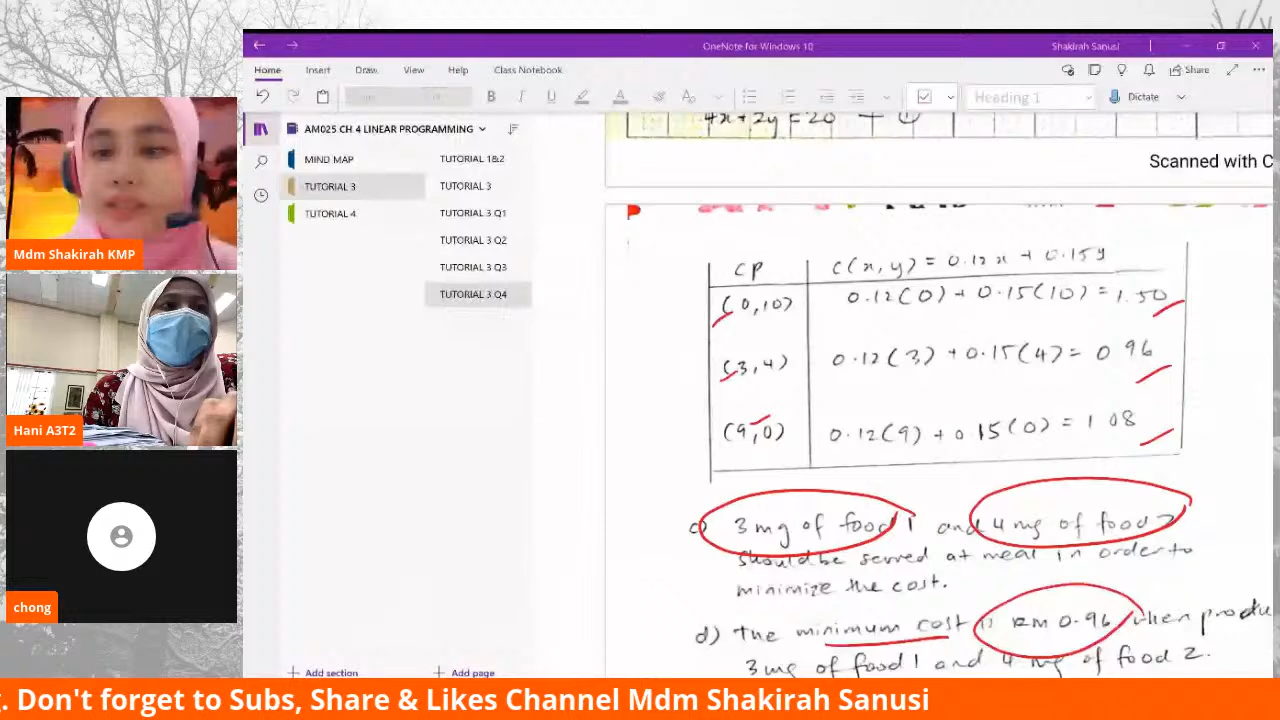 OneNote for Windows 10
Shakirah Sanusi
Home Insert Draw View Help Class Notebook
Share
Heading 1
Dictate
AM025 CH 4 LINEAR PROGRAMMING
MIND MAP
TUTORIAL 3
TUTORIAL 4
TUTORIAL 1&2
TUTORIAL 3
TUTORIAL 3 Q1
TUTORIAL 3 Q2
TUTORIAL 3 Q3
TUTORIAL 3 Q4
Add section
Add page
4x+2y = 20 — ①
Scanned with C
CP C(x,y) = 0.12x + 0.15y
(0,10) 0.12(0) + 0.15(10) = 1.50
(3,4) 0.12(3) + 0.15(4) = 0 96
(9,0) 0.12(9) + 0.15(0) = 1 08
c) 3 mg of food 1 and 4 mg of food 2
should be served at meal in order to
minimize the cost.
d) The minimum cost is RM 0.96 when produ
3 mg of food 1 and 4 mg of food 2.
Mdm Shakirah KMP
Hani A3T2
chong
. Don't forget to Subs, Share & Likes Channel Mdm Shakirah Sanusi